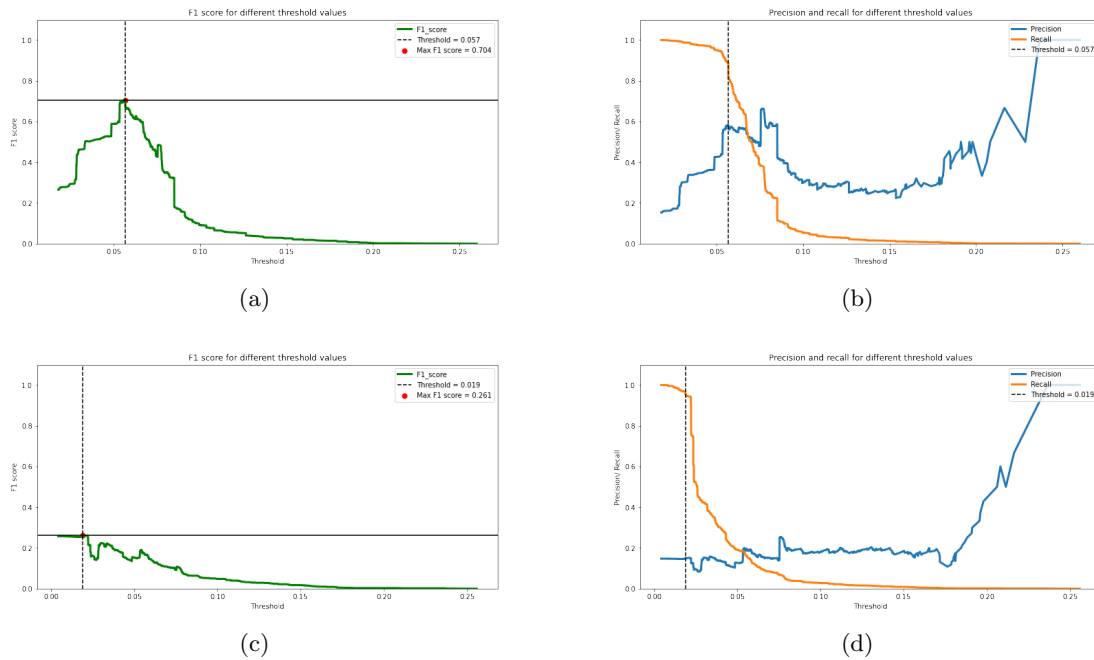 F1 score for different threshold values
F1_score
Threshold = 0.057
Max F1 score = 0.704
1.0
0.8
0.6
0.4
0.2
0.0
F1 score
0.05 0.10 0.15 0.20 0.25
Threshold
(a)
Precision and recall for different threshold values
Precision
Recall
Threshold = 0.057
1.0
0.8
0.6
0.4
0.2
0.0
Precision/ Recall
0.05 0.10 0.15 0.20 0.25
Threshold
(b)
F1 score for different threshold values
F1_score
Threshold = 0.019
Max F1 score = 0.261
1.0
0.8
0.6
0.4
0.2
0.0
F1 score
0.00 0.05 0.10 0.15 0.20 0.25
Threshold
(c)
Precision and recall for different threshold values
Precision
Recall
Threshold = 0.019
1.0
0.8
0.6
0.4
0.2
0.0
Precision/ Recall
0.00 0.05 0.10 0.15 0.20 0.25
Threshold
(d)